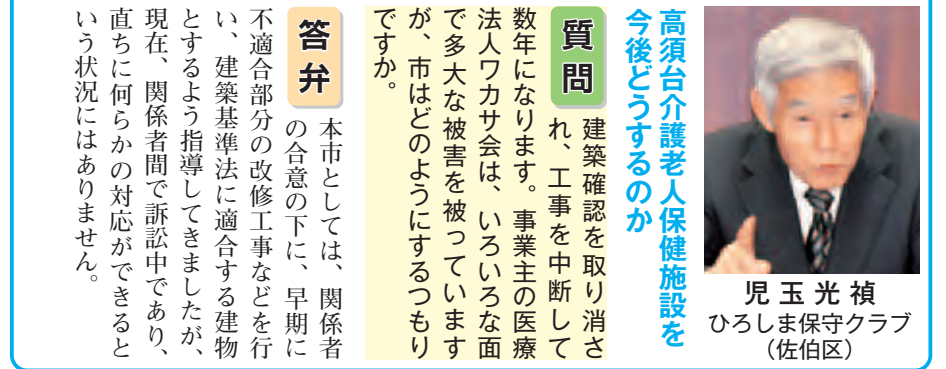 高須台介護老人保健施設を
今後どうするのか
児玉光禎
ひろしま保守クラブ
(佐伯区)
質問
建築確認を取り消さ
れ、工事を中断して
数年になります。事業主の医療
法人ワカサ会は、いろいろな面
で多大な被害を被っています
が、市はどのようにするつもり
ですか。
答弁
本市としては、関係者
の合意の下に、早期に
不適合部分の改修工事などを行
い、建築基準法に適合する建物
とするよう指導してきましたが、
現在、関係者間で訴訟中であり、
直ちに何らかの対応ができると
いう状況にはありません。